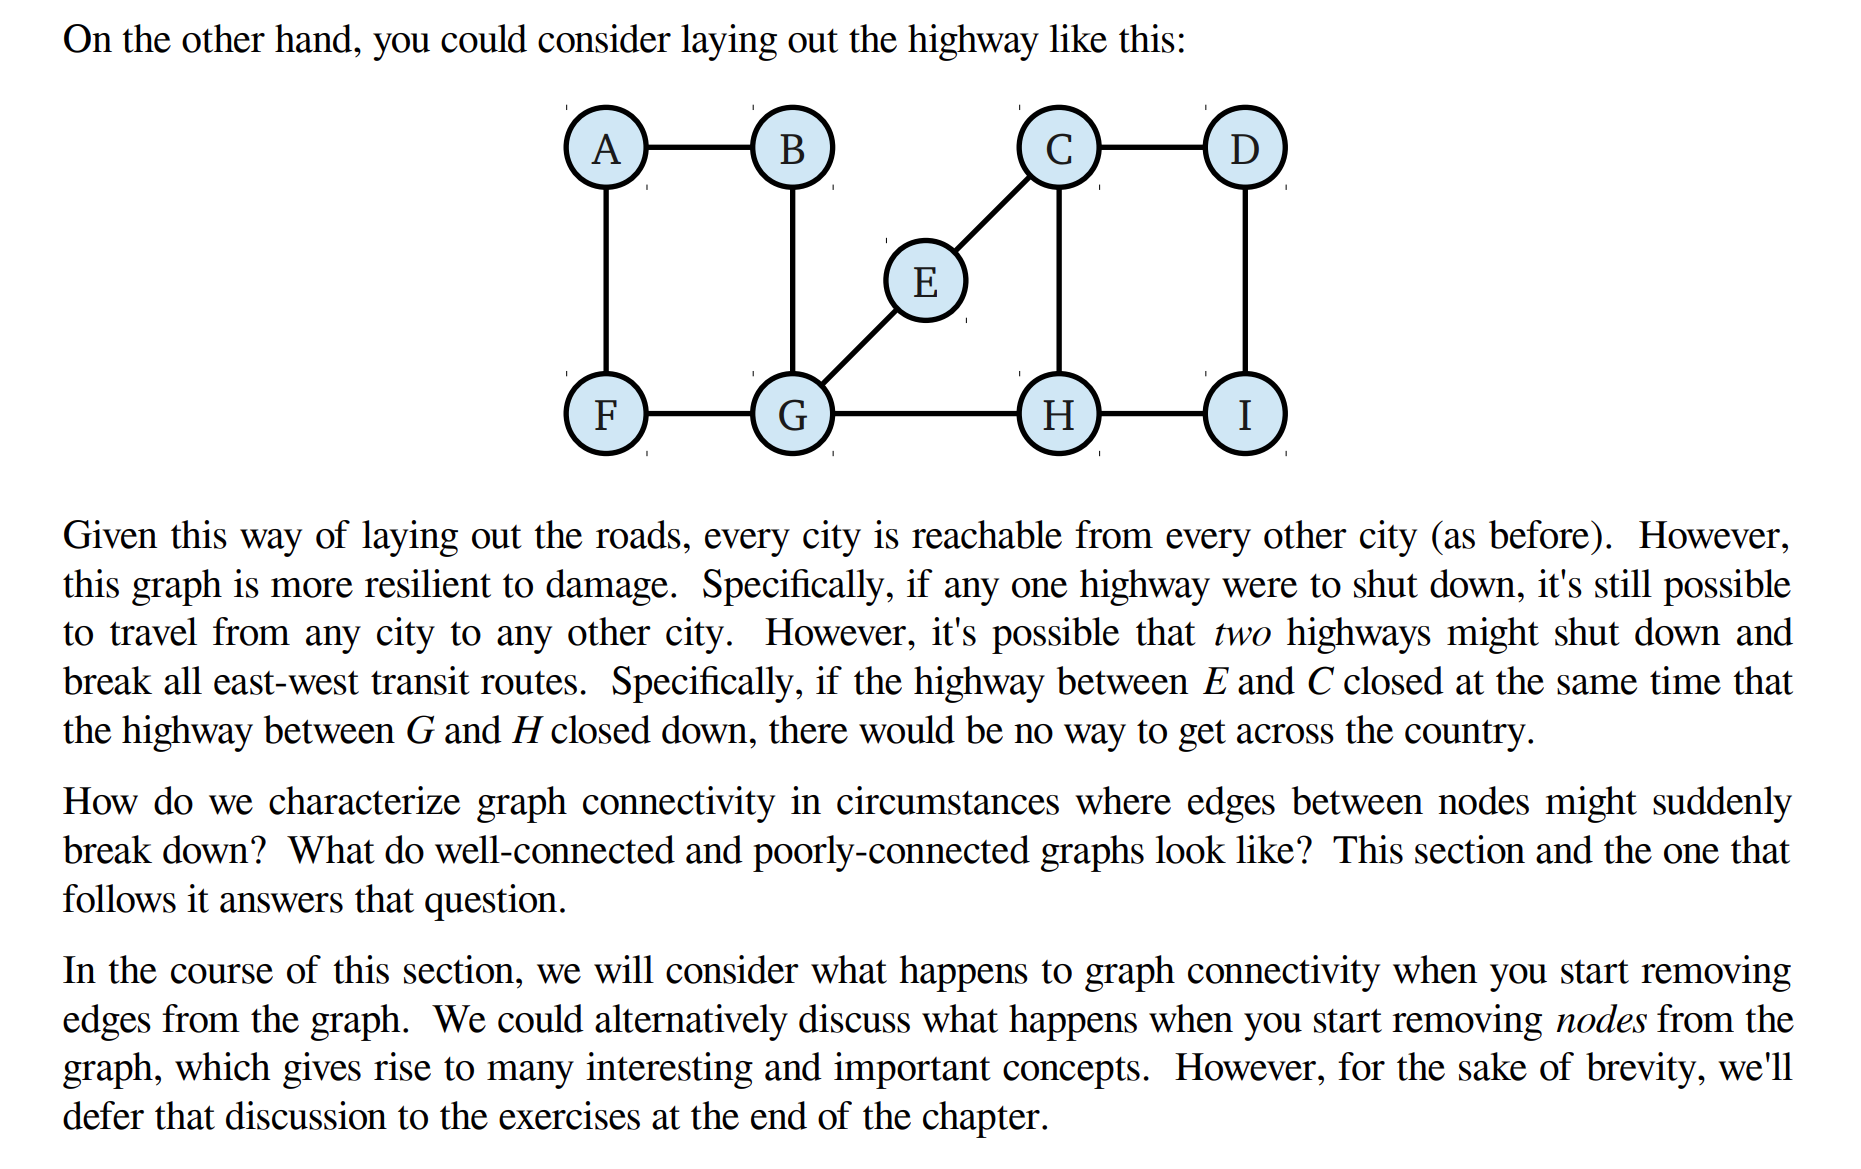 On the other hand, you could consider laying out the highway like this:
A B C D
E
F G H I
Given this way of laying out the roads, every city is reachable from every other city (as before). However,
this graph is more resilient to damage. Specifically, if any one highway were to shut down, it's still possible
to travel from any city to any other city. However, it's possible that two highways might shut down and
break all east-west transit routes. Specifically, if the highway between E and C closed at the same time that
the highway between G and H closed down, there would be no way to get across the country.
How do we characterize graph connectivity in circumstances where edges between nodes might suddenly
break down? What do well-connected and poorly-connected graphs look like? This section and the one that
follows it answers that question.
In the course of this section, we will consider what happens to graph connectivity when you start removing
edges from the graph. We could alternatively discuss what happens when you start removing nodes from the
graph, which gives rise to many interesting and important concepts. However, for the sake of brevity, we'll
defer that discussion to the exercises at the end of the chapter.